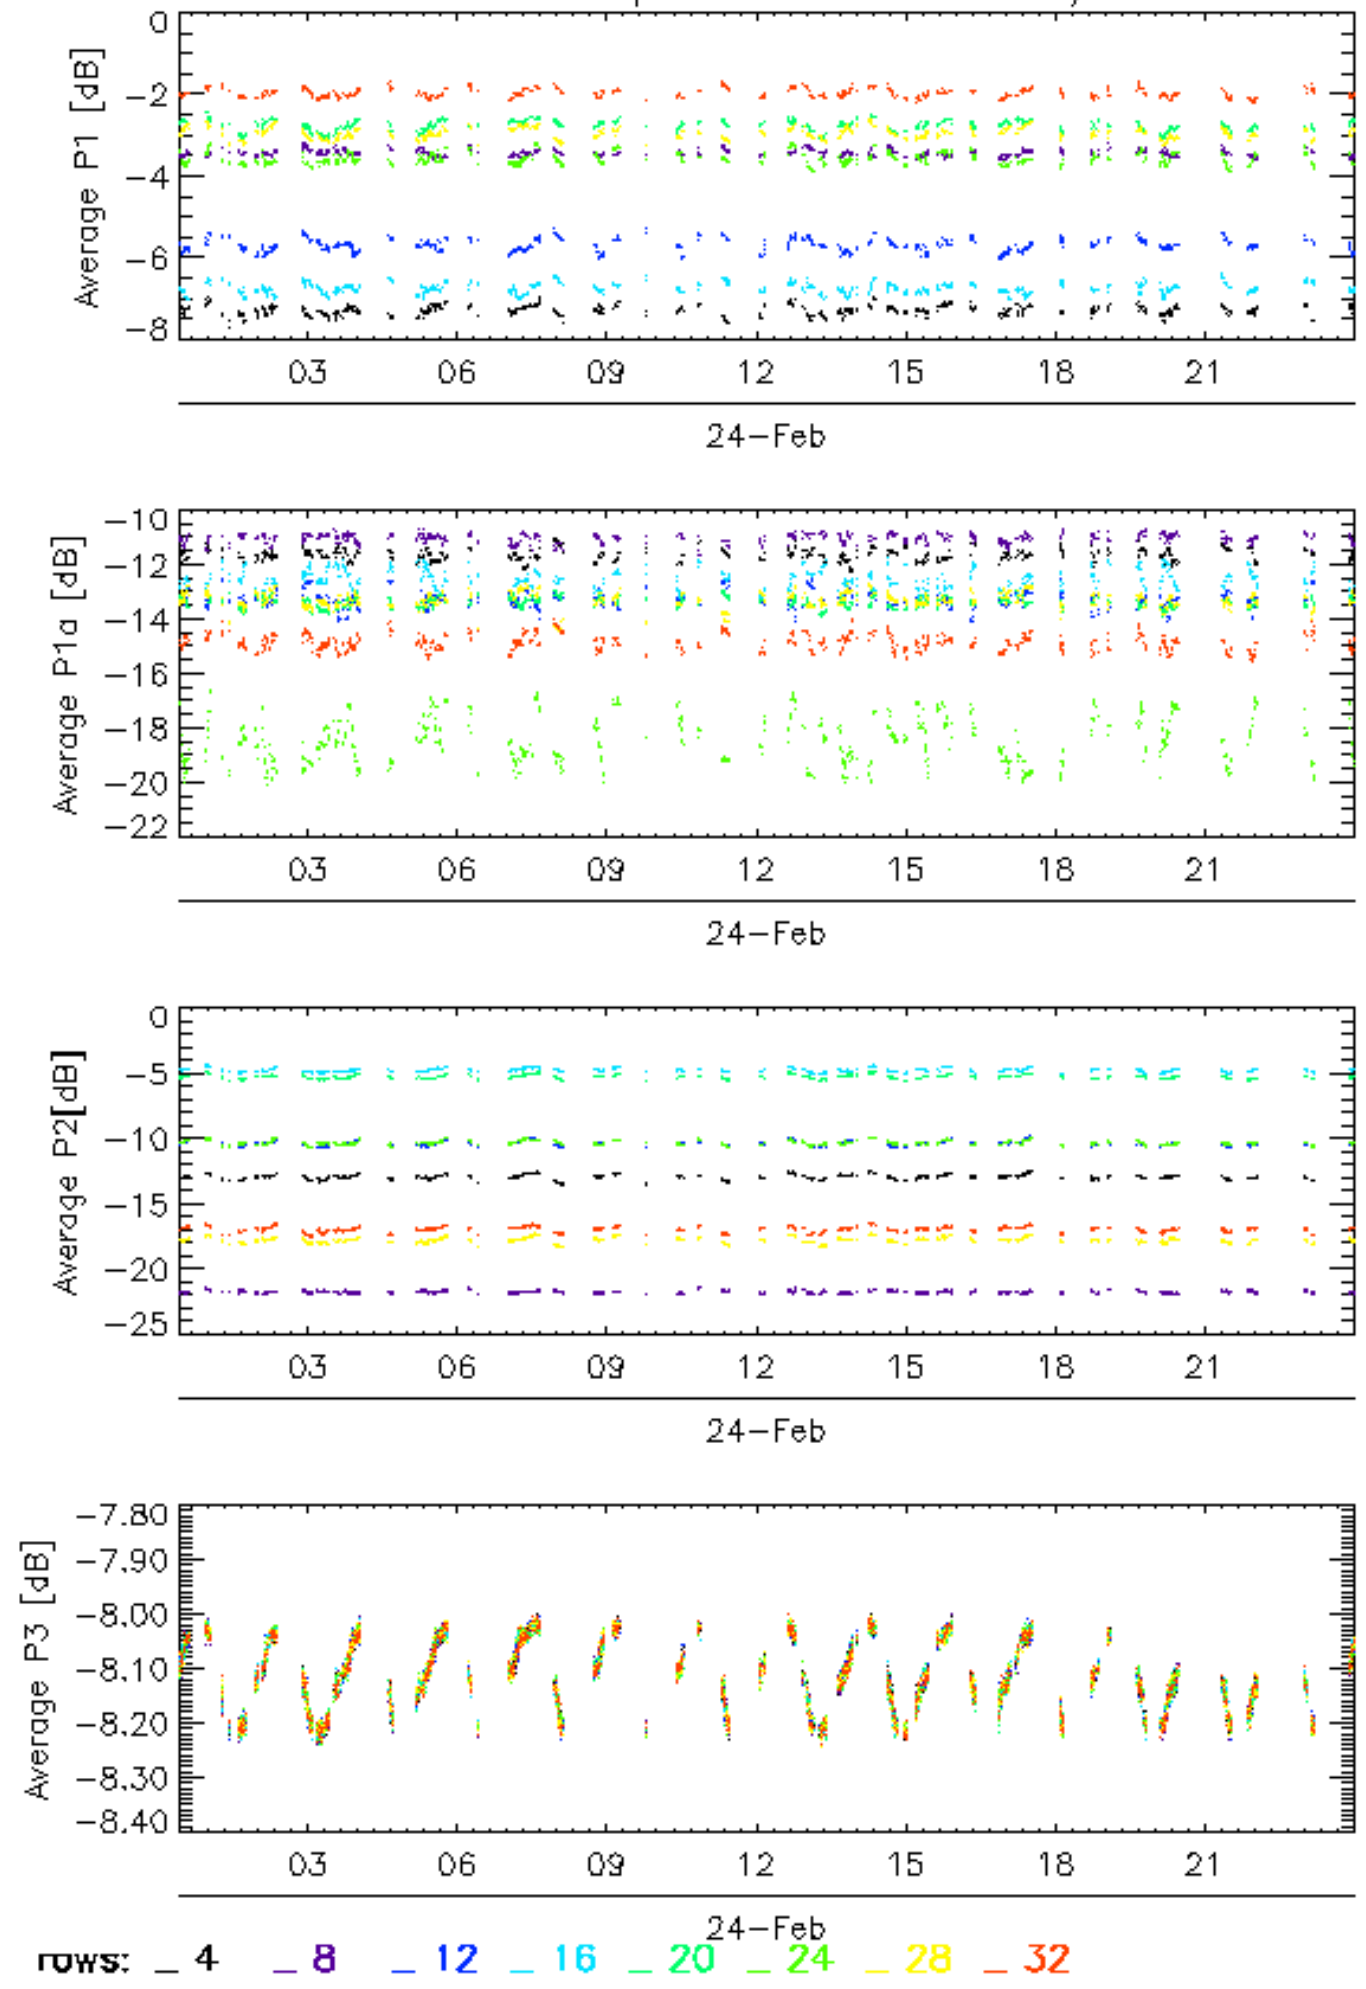 Average P1 [dB]
0
-2
-4
-6
-8
03 06 09 12 15 18 21
24-Feb
Average P1a [dB]
-10
-12
-14
-16
-18
-20
-22
03 06 09 12 15 18 21
24-Feb
Average P2[dB]
0
-5
-10
-15
-20
-25
03 06 09 12 15 18 21
24-Feb
Average P3 [dB]
-7.80
-7.90
-8.00
-8.10
-8.20
-8.30
-8.40
03 06 09 12 15 18 21
24-Feb
rows: _ 4 _ 8 _ 12 _ 16 _ 20 _ 24 _ 28 _ 32